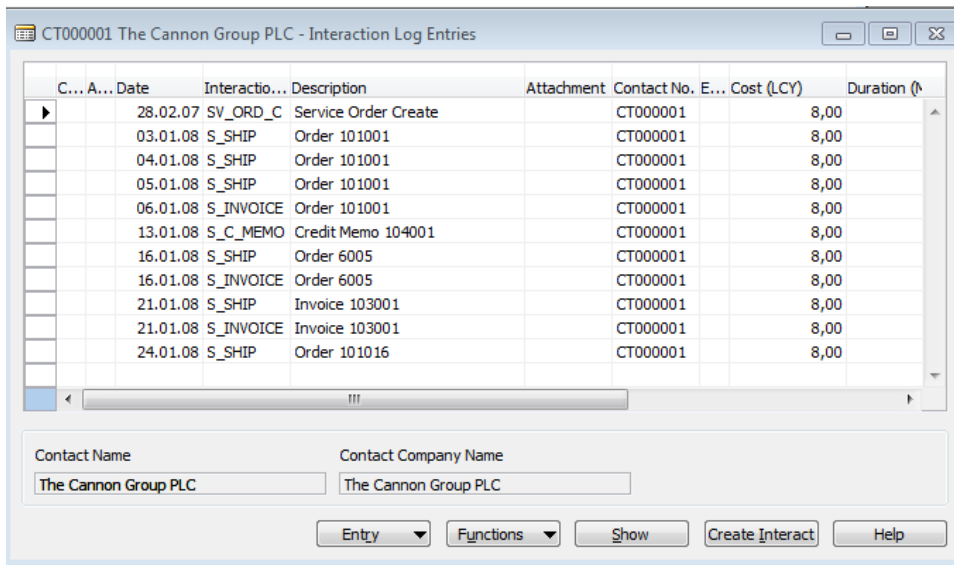 CT000001 The Cannon Group PLC - Interaction Log Entries
C... A... Date Interactio... Description Attachment Contact No. E... Cost (LCY) Duration (M
28.02.07 SV_ORD_C Service Order Create CT000001 8,00
03.01.08 S_SHIP Order 101001 CT000001 8,00
04.01.08 S_SHIP Order 101001 CT000001 8,00
05.01.08 S_SHIP Order 101001 CT000001 8,00
06.01.08 S_INVOICE Order 101001 CT000001 8,00
13.01.08 S_C_MEMO Credit Memo 104001 CT000001 8,00
16.01.08 S_SHIP Order 6005 CT000001 8,00
16.01.08 S_INVOICE Order 6005 CT000001 8,00
21.01.08 S_SHIP Invoice 103001 CT000001 8,00
21.01.08 S_INVOICE Invoice 103001 CT000001 8,00
24.01.08 S_SHIP Order 101016 CT000001 8,00
Contact Name Contact Company Name
The Cannon Group PLC The Cannon Group PLC
Entry Functions Show Create Interact Help